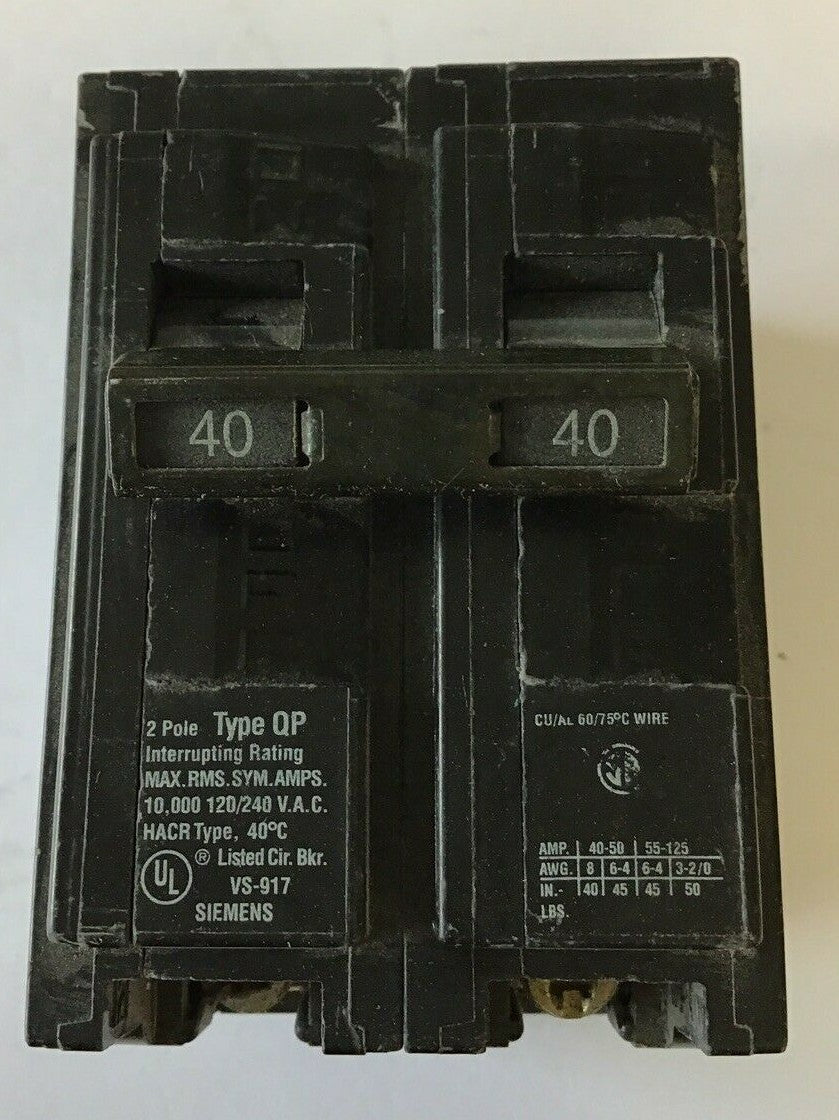 40 40
2 Pole Type QP
Interrupting Rating
MAX.RMS.SYM.AMPS.
10,000 120/240 V.A.C.
HACR Type, 40ºC
UL ® Listed Cir. Bkr.
VS-917
SIEMENS
CU/AL 60/75ºC WIRE
AMP. 40-50 55-125
AWG. 8 6-4 6-4 3-2/0
IN.- 40 45 45 50
LBS.